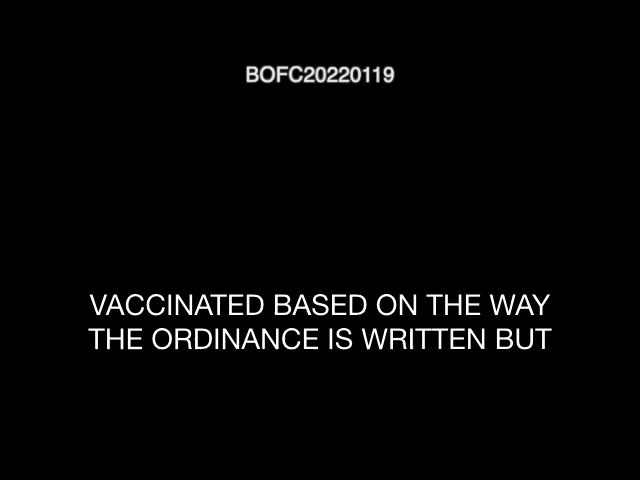 BOFC20220119
VACCINATED BASED ON THE WAY
THE ORDINANCE IS WRITTEN BUT